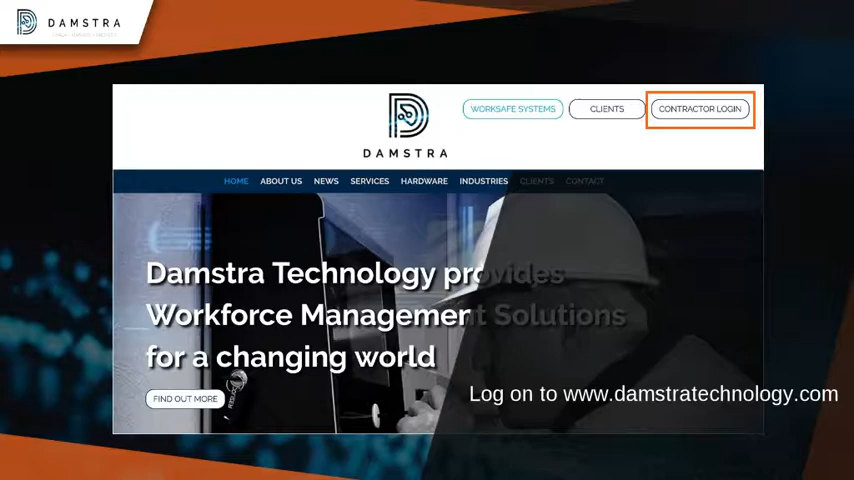 DAMSTRA
WORKSAFE SYSTEMS CLIENTS CONTRACTOR LOGIN
DAMSTRA
HOME ABOUT US NEWS SERVICES HARDWARE INDUSTRIES CLIENTS CONTACT
Damstra Technology provides
Workforce Management Solutions
for a changing world
FIND OUT MORE
Log on to www.damstratechnology.com